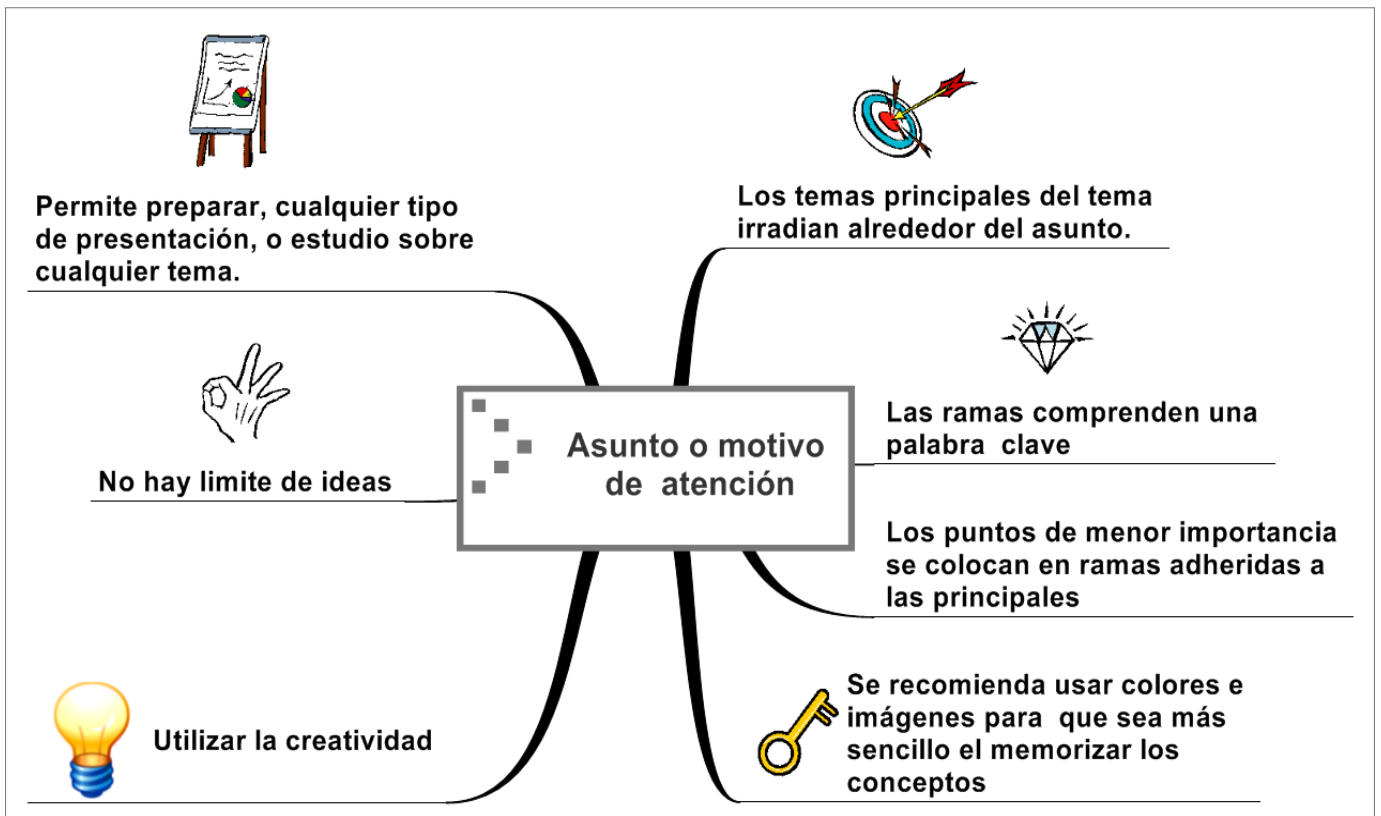 Permite preparar, cualquier tipo
de presentación, o estudio sobre
cualquier tema.
No hay limite de ideas
Utilizar la creatividad
Asunto o motivo
de atención
Los temas principales del tema
irradian alrededor del asunto.
Las ramas comprenden una
palabra clave
Los puntos de menor importancia
se colocan en ramas adheridas a
las principales
Se recomienda usar colores e
imágenes para que sea más
sencillo el memorizar los
conceptos